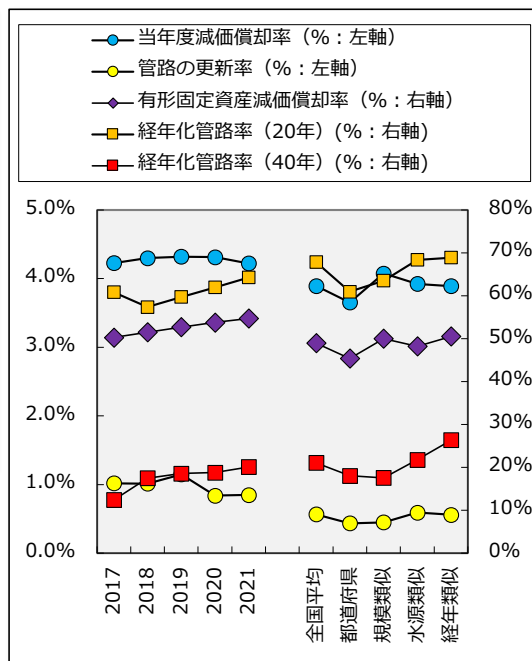 当年度減価償却率（%：左軸）
管路の更新率（%：左軸）
有形固定資産減価償却率（%：右軸）
経年化管路率（20年）(%：右軸)
経年化管路率（40年）(%：右軸)
5.0%
4.0%
3.0%
2.0%
1.0%
0.0%
80%
70%
60%
50%
40%
30%
20%
10%
0%
2017
2018
2019
2020
2021
全国平均
都道府県
規模類似
水源類似
経年類似